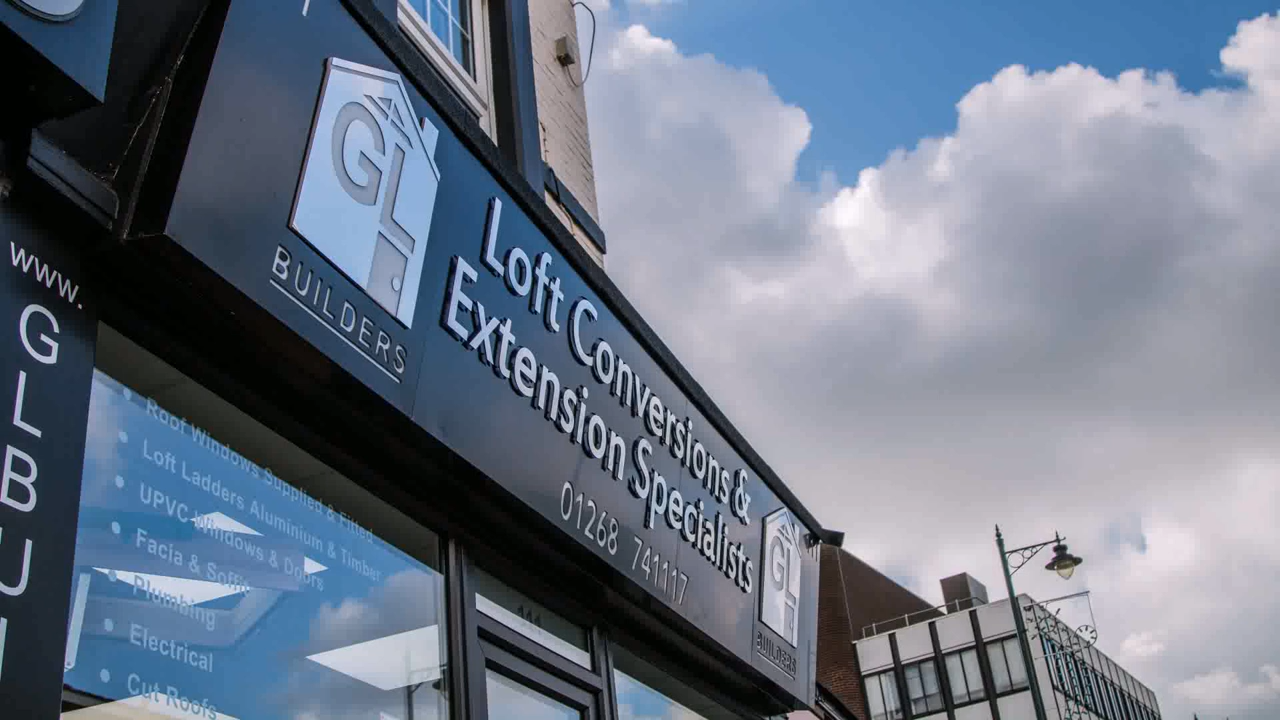 GL
BUILDERS
Loft Conversions &
Extension Specialists
01268 741117
GL
BUILDERS
www.
G
L
B
U
Roof Windows Supplied & Fitted
Loft Ladders Aluminium & Timber
UPVC Windows & Doors
Facia & Soffit
Plumbing
Electrical
Cut Roofs